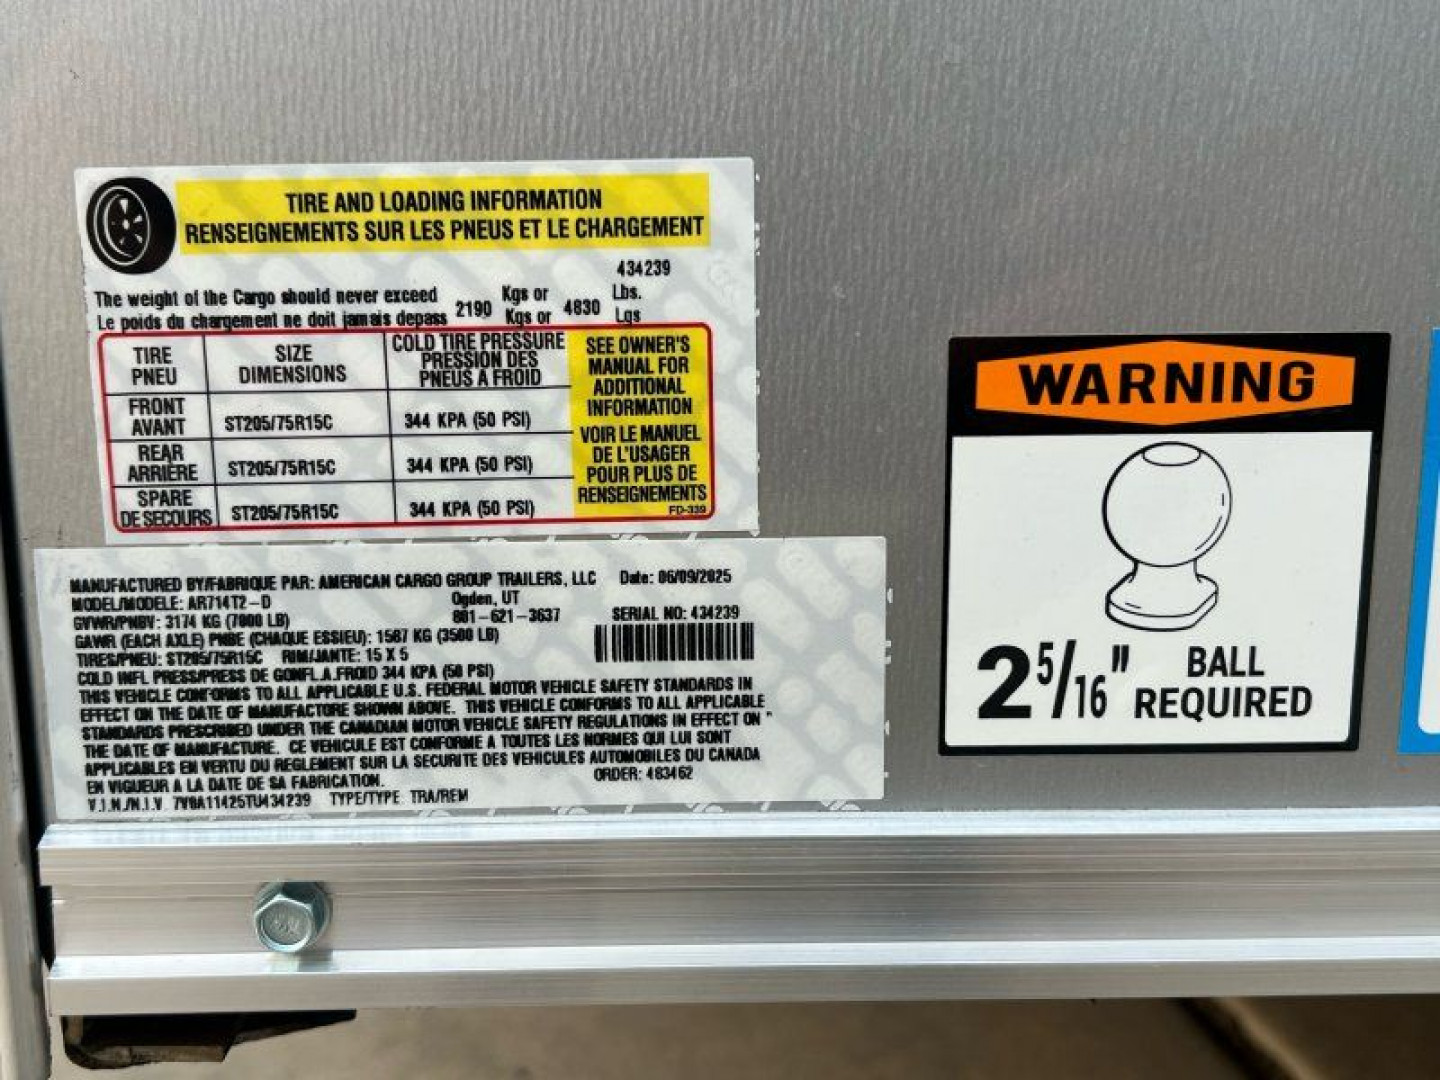 TIRE AND LOADING INFORMATION
RENSEIGNEMENTS SUR LES PNEUS ET LE CHARGEMENT
434239
The weight of the Cargo should never exceed 2190 Kgs or 4830 Lbs.
Le poids du chargement ne doit jamais depass Kgs or Lgs
TIRE PNEU
SIZE DIMENSIONS
COLD TIRE PRESSURE
PRESSION DES
PNEUS A FROID
FRONT AVANT ST205/75R15C 344 KPA (50 PSI)
REAR ARRIÈRE ST205/75R15C 344 KPA (50 PSI)
SPARE DE SECOURS ST205/75R15C 344 KPA (50 PSI)
SEE OWNER'S
MANUAL FOR
ADDITIONAL
INFORMATION
VOIR LE MANUEL
DE L'USAGER
POUR PLUS DE
RENSEIGNEMENTS
FD-339
MANUFACTURED BY/FABRIQUE PAR: AMERICAN CARGO GROUP TRAILERS, LLC Date: 06/09/2025
MODEL/MODELE: AR714T2-D Ogden, UT
GVWR/PNBV: 3174 KG (7000 LB) 801-621-3637 SERIAL NO: 434239
GAWR (EACH AXLE) PNBE (CHAQUE ESSIEU): 1587 KG (3500 LB)
TIRES/PNEU: ST205/75R15C RIM/JANTE: 15 X 5
COLD INFL PRESS/PRESS DE GONFL.A.FROID 344 KPA (50 PSI)
THIS VEHICLE CONFORMS TO ALL APPLICABLE U.S. FEDERAL MOTOR VEHICLE SAFETY STANDARDS IN
EFFECT ON THE DATE OF MANUFACTORE SHOWN ABOVE. THIS VEHICLE CONFORMS TO ALL APPLICABLE
STANDARDS PRESCRIBED UNDER THE CANADIAN MOTOR VEHICLE SAFETY REGULATIONS IN EFFECT ON "
THE DATE OF MANUFACTURE. CE VEHICULE EST CONFORME A TOUTES LES NORMES QUI LUI SONT
APPLICABLES EN VERTU DU REGLEMENT SUR LA SECURITE DES VEHICULES AUTOMOBILES DU CANADA
EN VIGUEUR A LA DATE DE SA FABRICATION. ORDER: 483462
V.I.N./N.I.V. 7Y0A11425TU434239 TYPE/TYPE: TRA/REM
WARNING
2 5/16" BALL REQUIRED